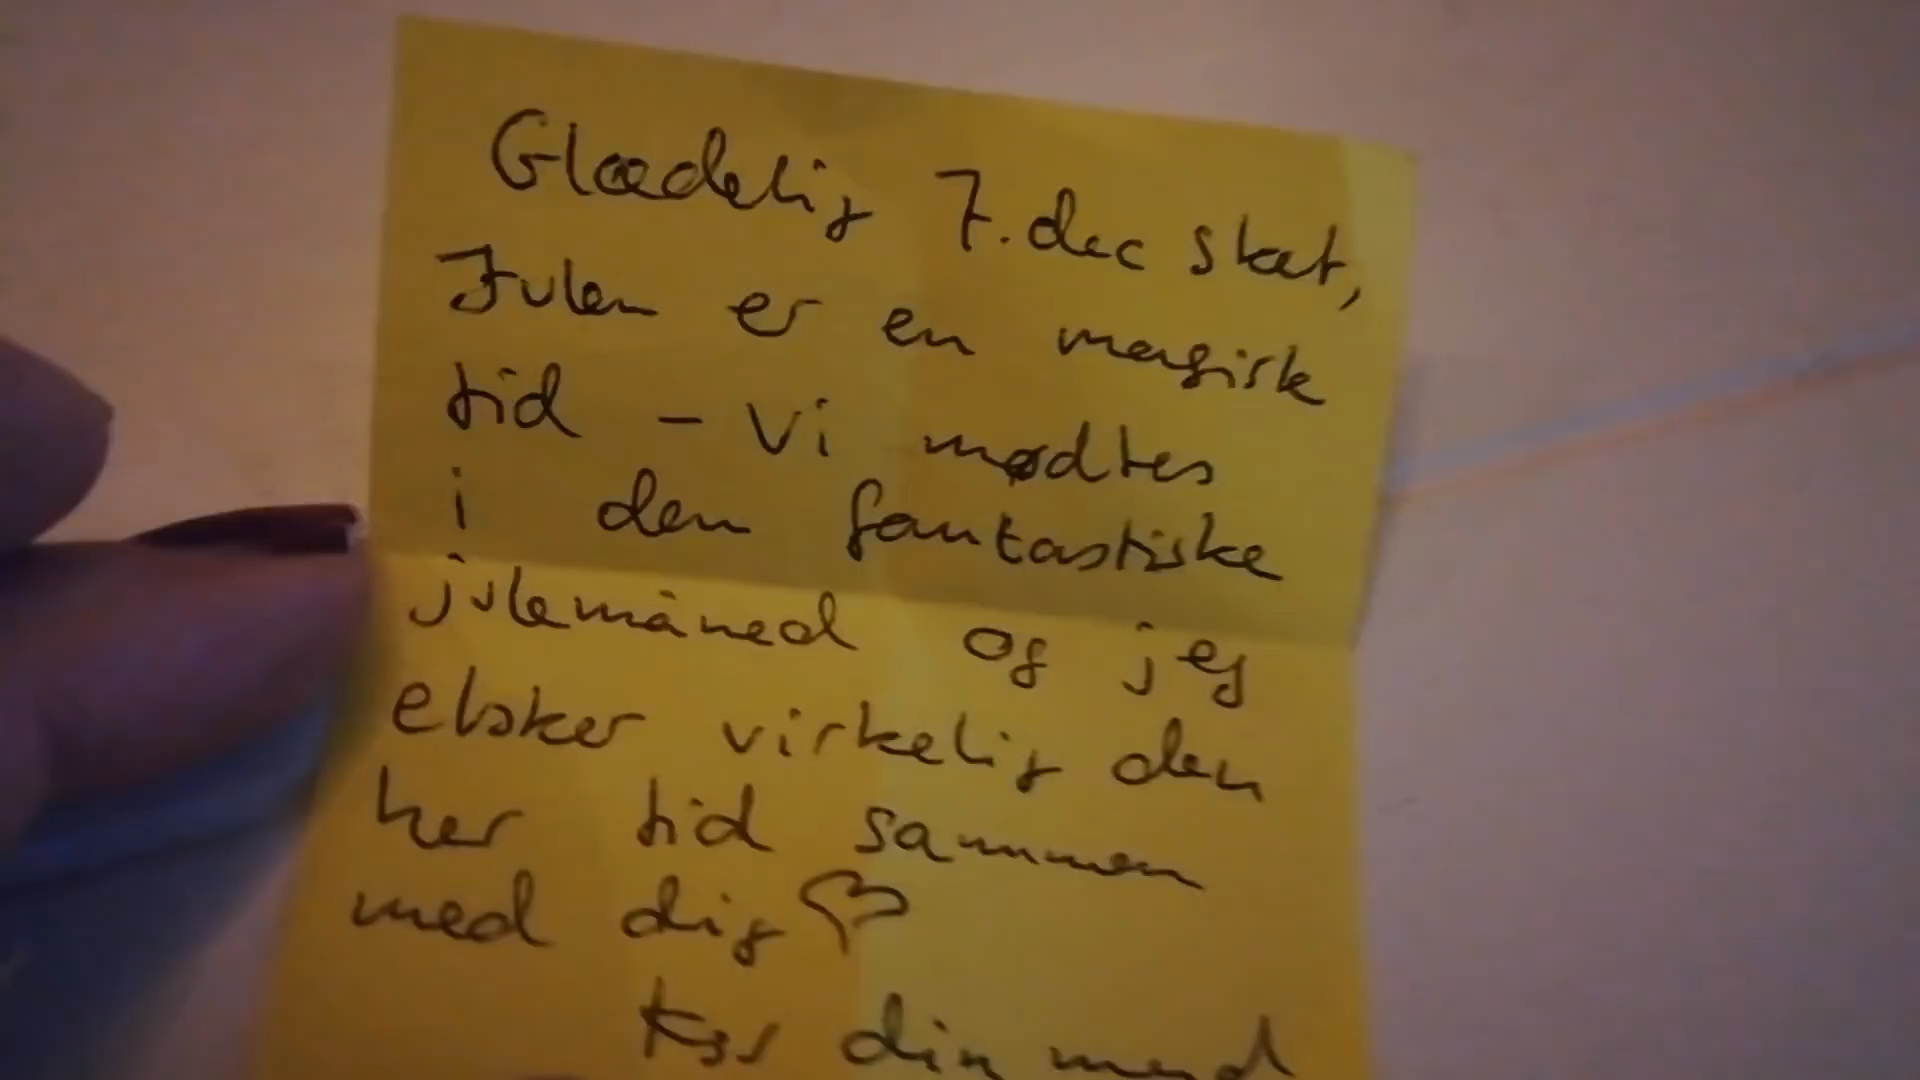 Glædelig 7. dec skat,
Julen er en magisk
tid - Vi mødtes
i den fantastiske
julemåned og jeg
elsker virkelig den
her tid sammen
med dig ♡
Kys din mand